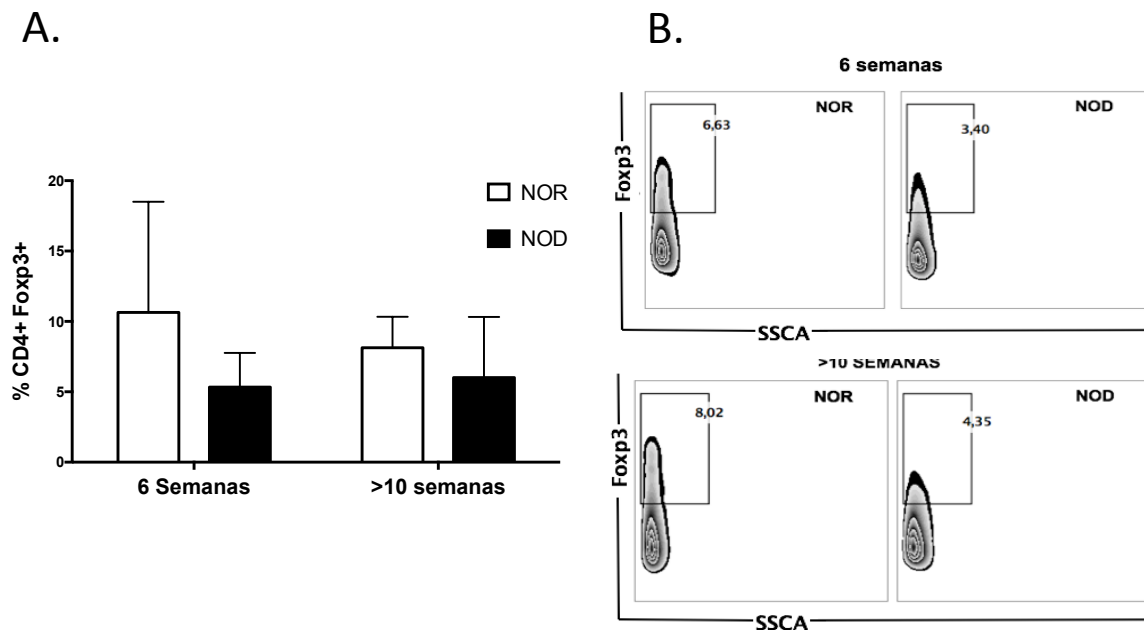 A.
20
15
10
5
0
% CD4+ Foxp3+
NOR
NOD
6 Semanas
>10 semanas
B.
6 semanas
Foxp3
NOR
6,63
NOD
3,40
SSCA
>10 SEMANAS
Foxp3
NOR
8,02
NOD
4,35
SSCA